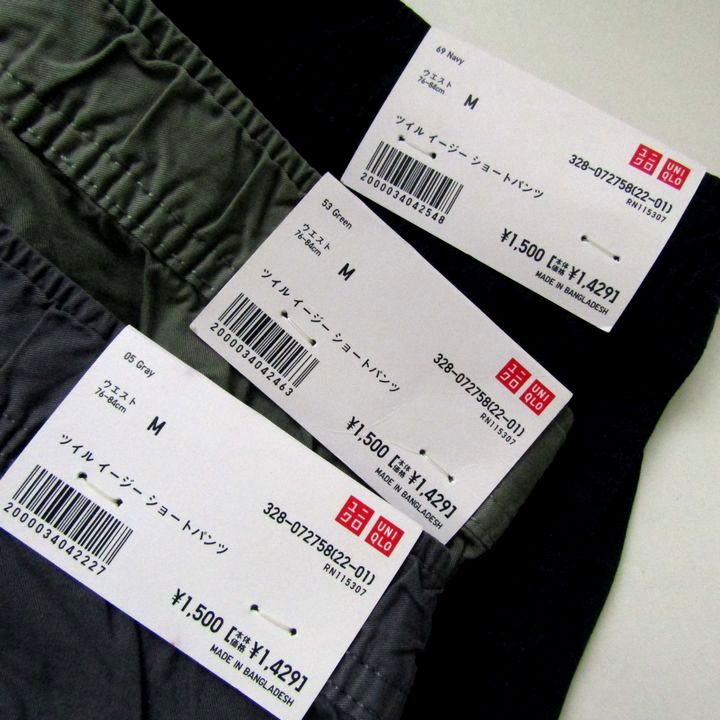 69 Navy
ウエスト
76-84cm
M
ツイル イージー ショートパンツ
2000034042548
ユニクロ
UNIQLO
328-072758(22-01)
RN115307
¥1,500 [本体価格 ¥1,429]
MADE IN BANGLADESH
53 Green
ウエスト
76-84cm
M
ツイル イージー ショートパンツ
2000034042463
ユニクロ
UNIQLO
328-072758(22-01)
RN115307
¥1,500 [本体価格 ¥1,429]
MADE IN BANGLADESH
05 Gray
ウエスト
76-84cm
M
ツイル イージー ショートパンツ
2000034042227
ユニクロ
UNIQLO
328-072758(22-01)
RN115307
¥1,500 [本体価格 ¥1,429]
MADE IN BANGLADESH